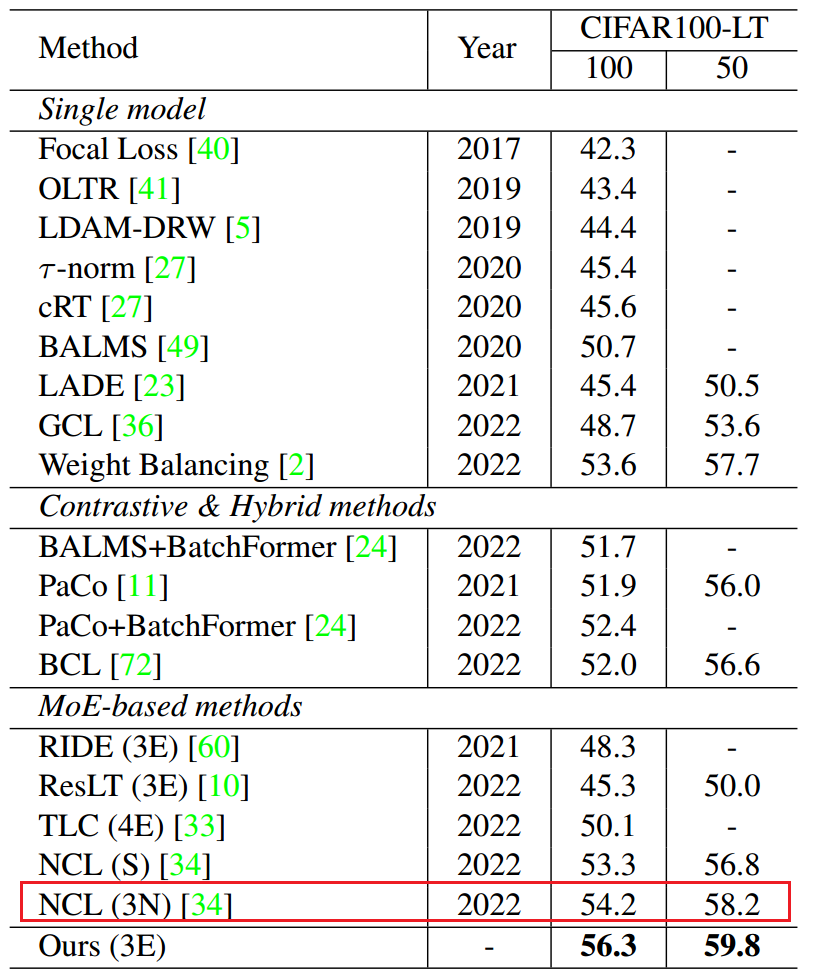 Method Year CIFAR100-LT
100 50
Single model
Focal Loss [40] 2017 42.3 -
OLTR [41] 2019 43.4 -
LDAM-DRW [5] 2019 44.4 -
τ-norm [27] 2020 45.4 -
cRT [27] 2020 45.6 -
BALMS [49] 2020 50.7 -
LADE [23] 2021 45.4 50.5
GCL [36] 2022 48.7 53.6
Weight Balancing [2] 2022 53.6 57.7
Contrastive & Hybrid methods
BALMS+BatchFormer [24] 2022 51.7 -
PaCo [11] 2021 51.9 56.0
PaCo+BatchFormer [24] 2022 52.4 -
BCL [72] 2022 52.0 56.6
MoE-based methods
RIDE (3E) [60] 2021 48.3 -
ResLT (3E) [10] 2022 45.3 50.0
TLC (4E) [33] 2022 50.1 -
NCL (S) [34] 2022 53.3 56.8
NCL (3N) [34] 2022 54.2 58.2
Ours (3E) - 56.3 59.8